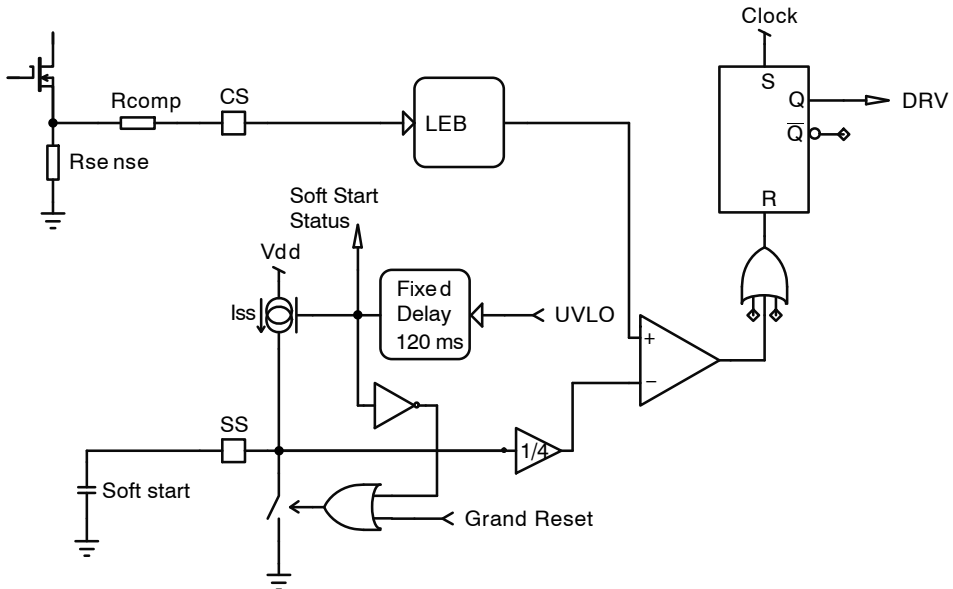 Clock
S
Q
DRV
Q
R
Rcomp
CS
LEB
Rse nse
Soft Start
Status
Vdd
Iss
Fixed
Delay
120 ms
UVLO
+
−
SS
1/4
Soft start
Grand Reset